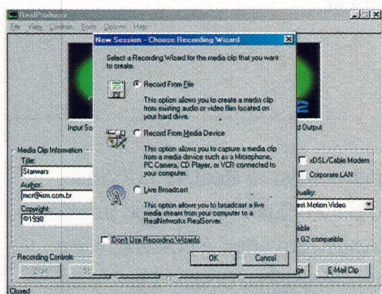 RealProducer
File View Controls Tools Options Help
New Session - Choose Recording Wizard
Select a Recording Wizard for the media clip that you want
to create.
Record From File
This option allows you to create a media clip
from existing audio or video files located on
your hard drive.
Record From Media Device
This option allows you to capture a media clip
from a media device such as a Microphone,
PC Camera, CD Player, or VCR connected to
your computer.
Live Broadcast
This option allows you to broadcast a live
media stream from your computer to a
RealNetworks RealServer.
Don't Use Recording Wizards
OK Cancel
Input So
d Output
Media Clip Information
Title:
Starwars
Author:
Copyright:
©1998
xDSL/Cable Modem
Corporate LAN
uality:
est Motion Video
able
r G2 compatible
Recording Controls
ge E-Mail Clip
Closed